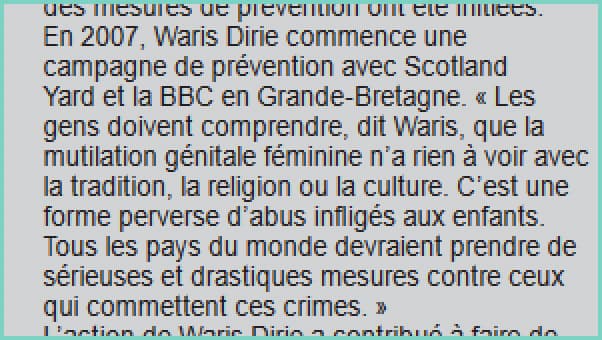 des mesures de prévention ont été initiées.
En 2007, Waris Dirie commence une
campagne de prévention avec Scotland
Yard et la BBC en Grande-Bretagne. « Les
gens doivent comprendre, dit Waris, que la
mutilation génitale féminine n’a rien à voir avec
la tradition, la religion ou la culture. C’est une
forme perverse d’abus infligés aux enfants.
Tous les pays du monde devraient prendre de
sérieuses et drastiques mesures contre ceux
qui commettent ces crimes. »
L’action de Waris Dirie a contribué à faire de